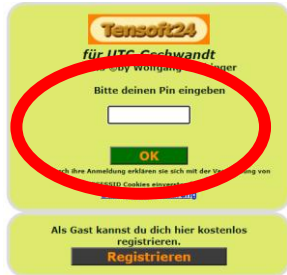 Tensoft24
für UTC Gschwandt
by Wolfgang
Bitte deinen Pin eingeben
OK
ihre Anmeldung erklären sie sich mit der von
Cookies
Als Gast kannst du dich hier kostenlos
registrieren.
Registrieren